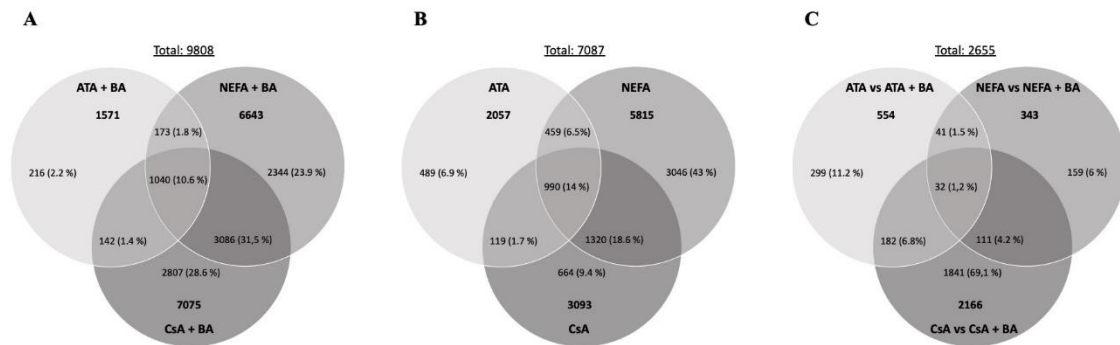 A
Total: 9808
ATA + BA
1571
NEFA + BA
6643
173 (1.8 %)
216 (2.2 %)
1040 (10.6 %)
2344 (23.9 %)
142 (1.4 %)
3086 (31,5 %)
2807 (28.6 %)
7075
CsA + BA
B
Total: 7087
ATA
2057
NEFA
5815
459 (6.5%)
489 (6.9 %)
990 (14 %)
3046 (43 %)
119 (1.7 %)
1320 (18.6 %)
664 (9.4 %)
3093
CsA
C
Total: 2655
ATA vs ATA + BA
554
NEFA vs NEFA + BA
343
41 (1.5 %)
299 (11.2 %)
32 (1,2 %)
159 (6 %)
182 (6.8%)
111 (4.2 %)
1841 (69,1 %)
2166
CsA vs CsA + BA